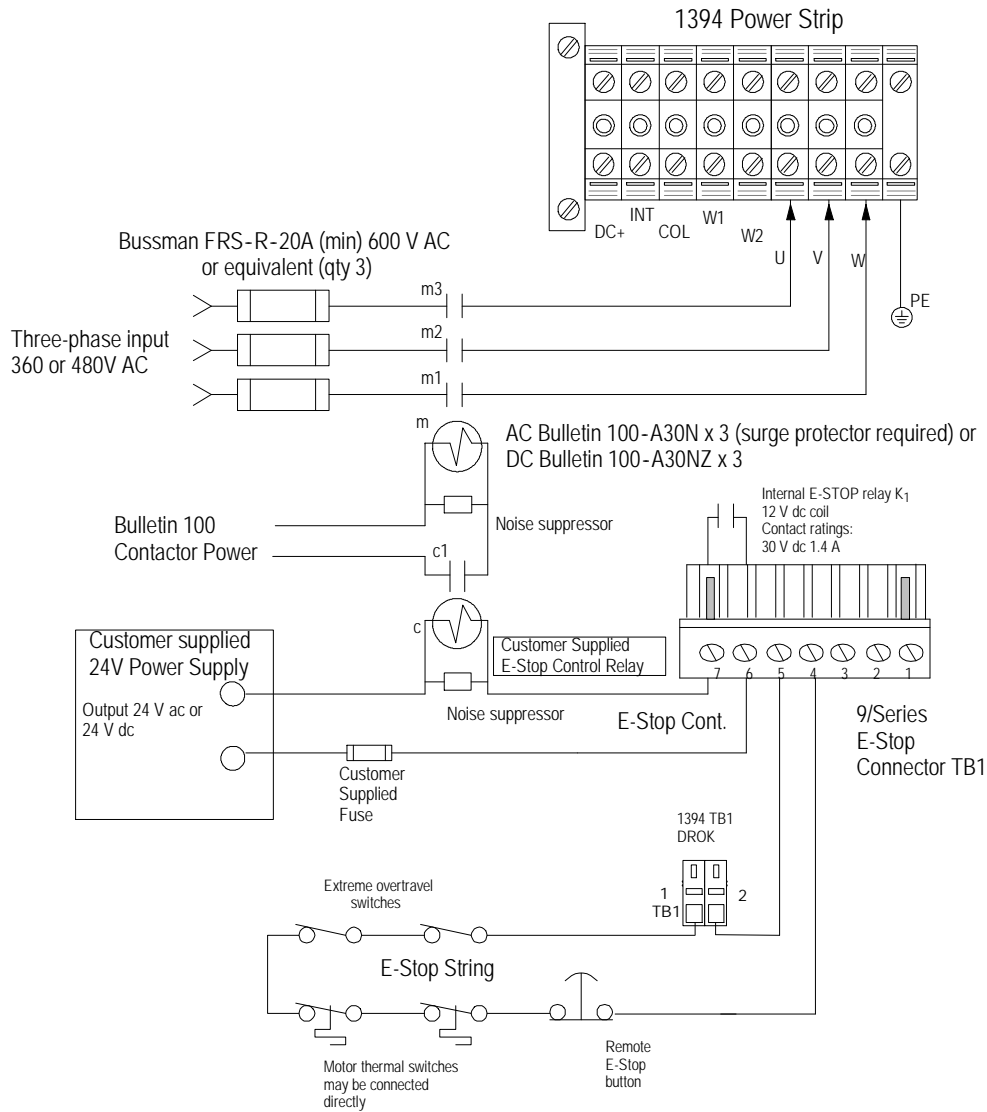 1394 Power Strip
DC+
INT
COL
W1
W2
U
V
W
PE
Bussman FRS-R-20A (min) 600 V AC
or equivalent (qty 3)
Three-phase input
360 or 480V AC
m3
m2
m1
m
AC Bulletin 100-A30N x 3 (surge protector required) or
DC Bulletin 100-A30NZ x 3
Bulletin 100
Contactor Power
Noise suppressor
c1
Internal E-STOP relay K1
12 V dc coil
Contact ratings:
30 V dc 1.4 A
c
Customer Supplied
E-Stop Control Relay
Customer supplied
24V Power Supply
Output 24 V ac or
24 V dc
Noise suppressor
7
6
5
4
3
2
1
E-Stop Cont.
9/Series
E-Stop
Connector TB1
Customer
Supplied
Fuse
1394 TB1
DROK
1
TB1
2
Extreme overtravel
switches
E-Stop String
Motor thermal switches
may be connected
directly
Remote
E-Stop
button